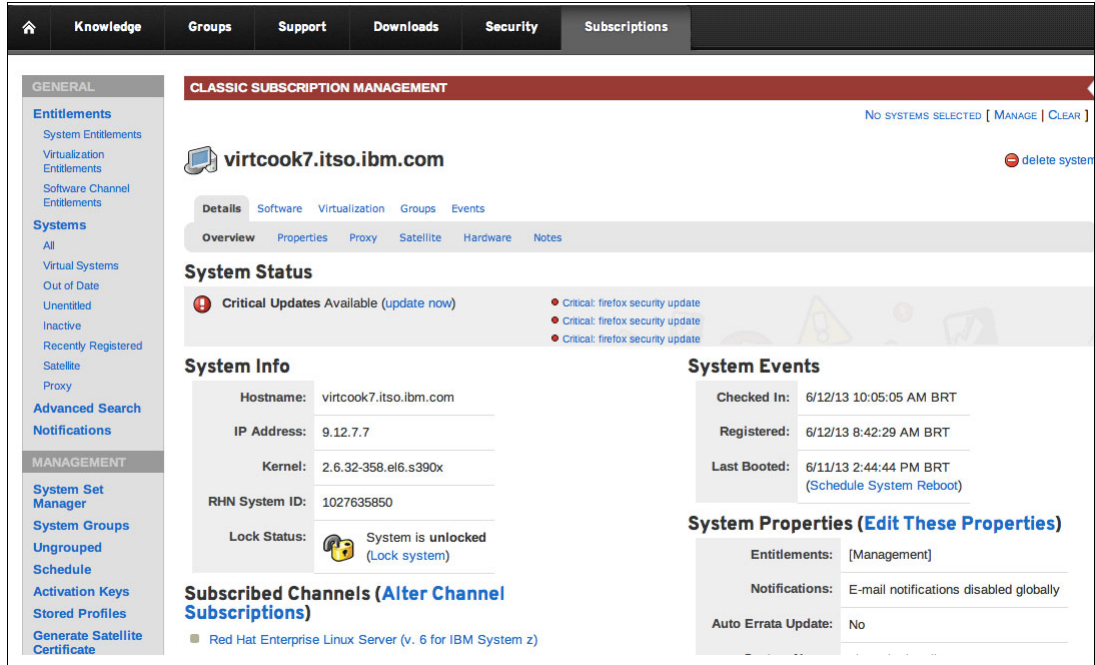 Knowledge Groups Support Downloads Security Subscriptions
GENERAL
Entitlements
System Entitlements
Virtualization
Entitlements
Software Channel
Entitlements
Systems
All
Virtual Systems
Out of Date
Unentitled
Inactive
Recently Registered
Satellite
Proxy
Advanced Search
Notifications
MANAGEMENT
System Set
Manager
System Groups
Ungrouped
Schedule
Activation Keys
Stored Profiles
Generate Satellite
Certificate
CLASSIC SUBSCRIPTION MANAGEMENT
NO SYSTEMS SELECTED [ MANAGE | CLEAR ]
virtcook7.itso.ibm.com
delete system
Details Software Virtualization Groups Events
Overview Properties Proxy Satellite Hardware Notes
System Status
Critical Updates Available (update now)
Critical: firefox security update
Critical: firefox security update
Critical: firefox security update
System Info
Hostname: virtcook7.itso.ibm.com
IP Address: 9.12.7.7
Kernel: 2.6.32-358.el6.s390x
RHN System ID: 1027635850
Lock Status: System is unlocked
(Lock system)
Subscribed Channels (Alter Channel
Subscriptions)
Red Hat Enterprise Linux Server (v. 6 for IBM System z)
System Events
Checked In: 6/12/13 10:05:05 AM BRT
Registered: 6/12/13 8:42:29 AM BRT
Last Booted: 6/11/13 2:44:44 PM BRT
(Schedule System Reboot)
System Properties (Edit These Properties)
Entitlements: [Management]
Notifications: E-mail notifications disabled globally
Auto Errata Update: No